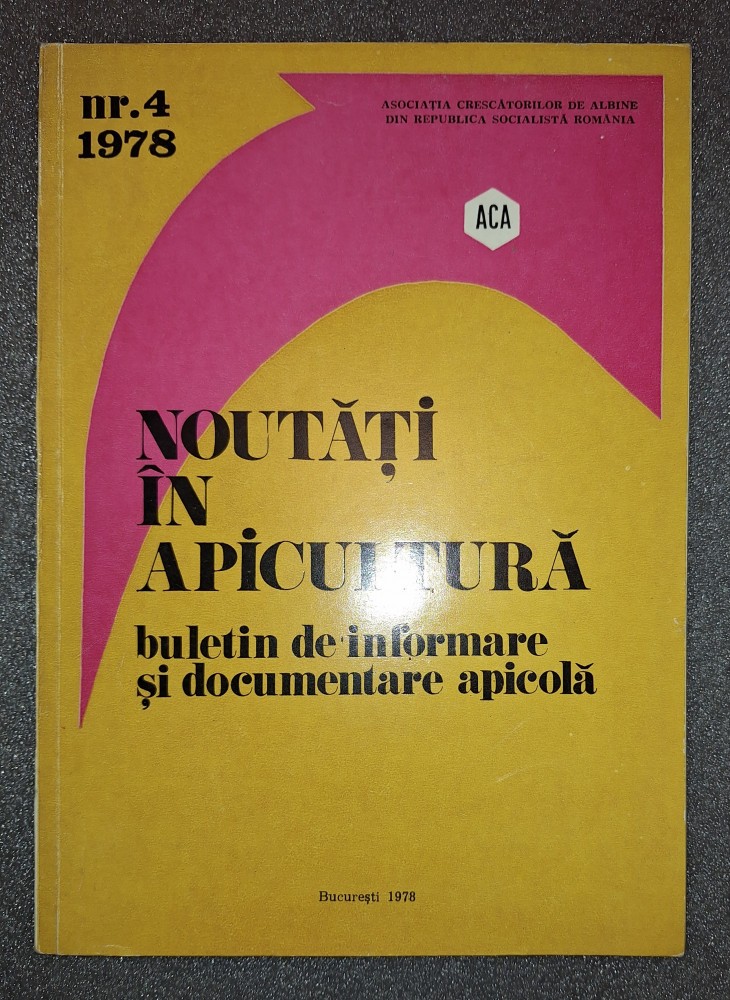 nr.4
1978
ASOCIAȚIA CRESCĂTORILOR DE ALBINE
DIN REPUBLICA SOCIALISTĂ ROMÂNIA
ACA
NOUTĂȚI
ÎN
APICULTURĂ
buletin de informare
și documentare apicolă
București 1978